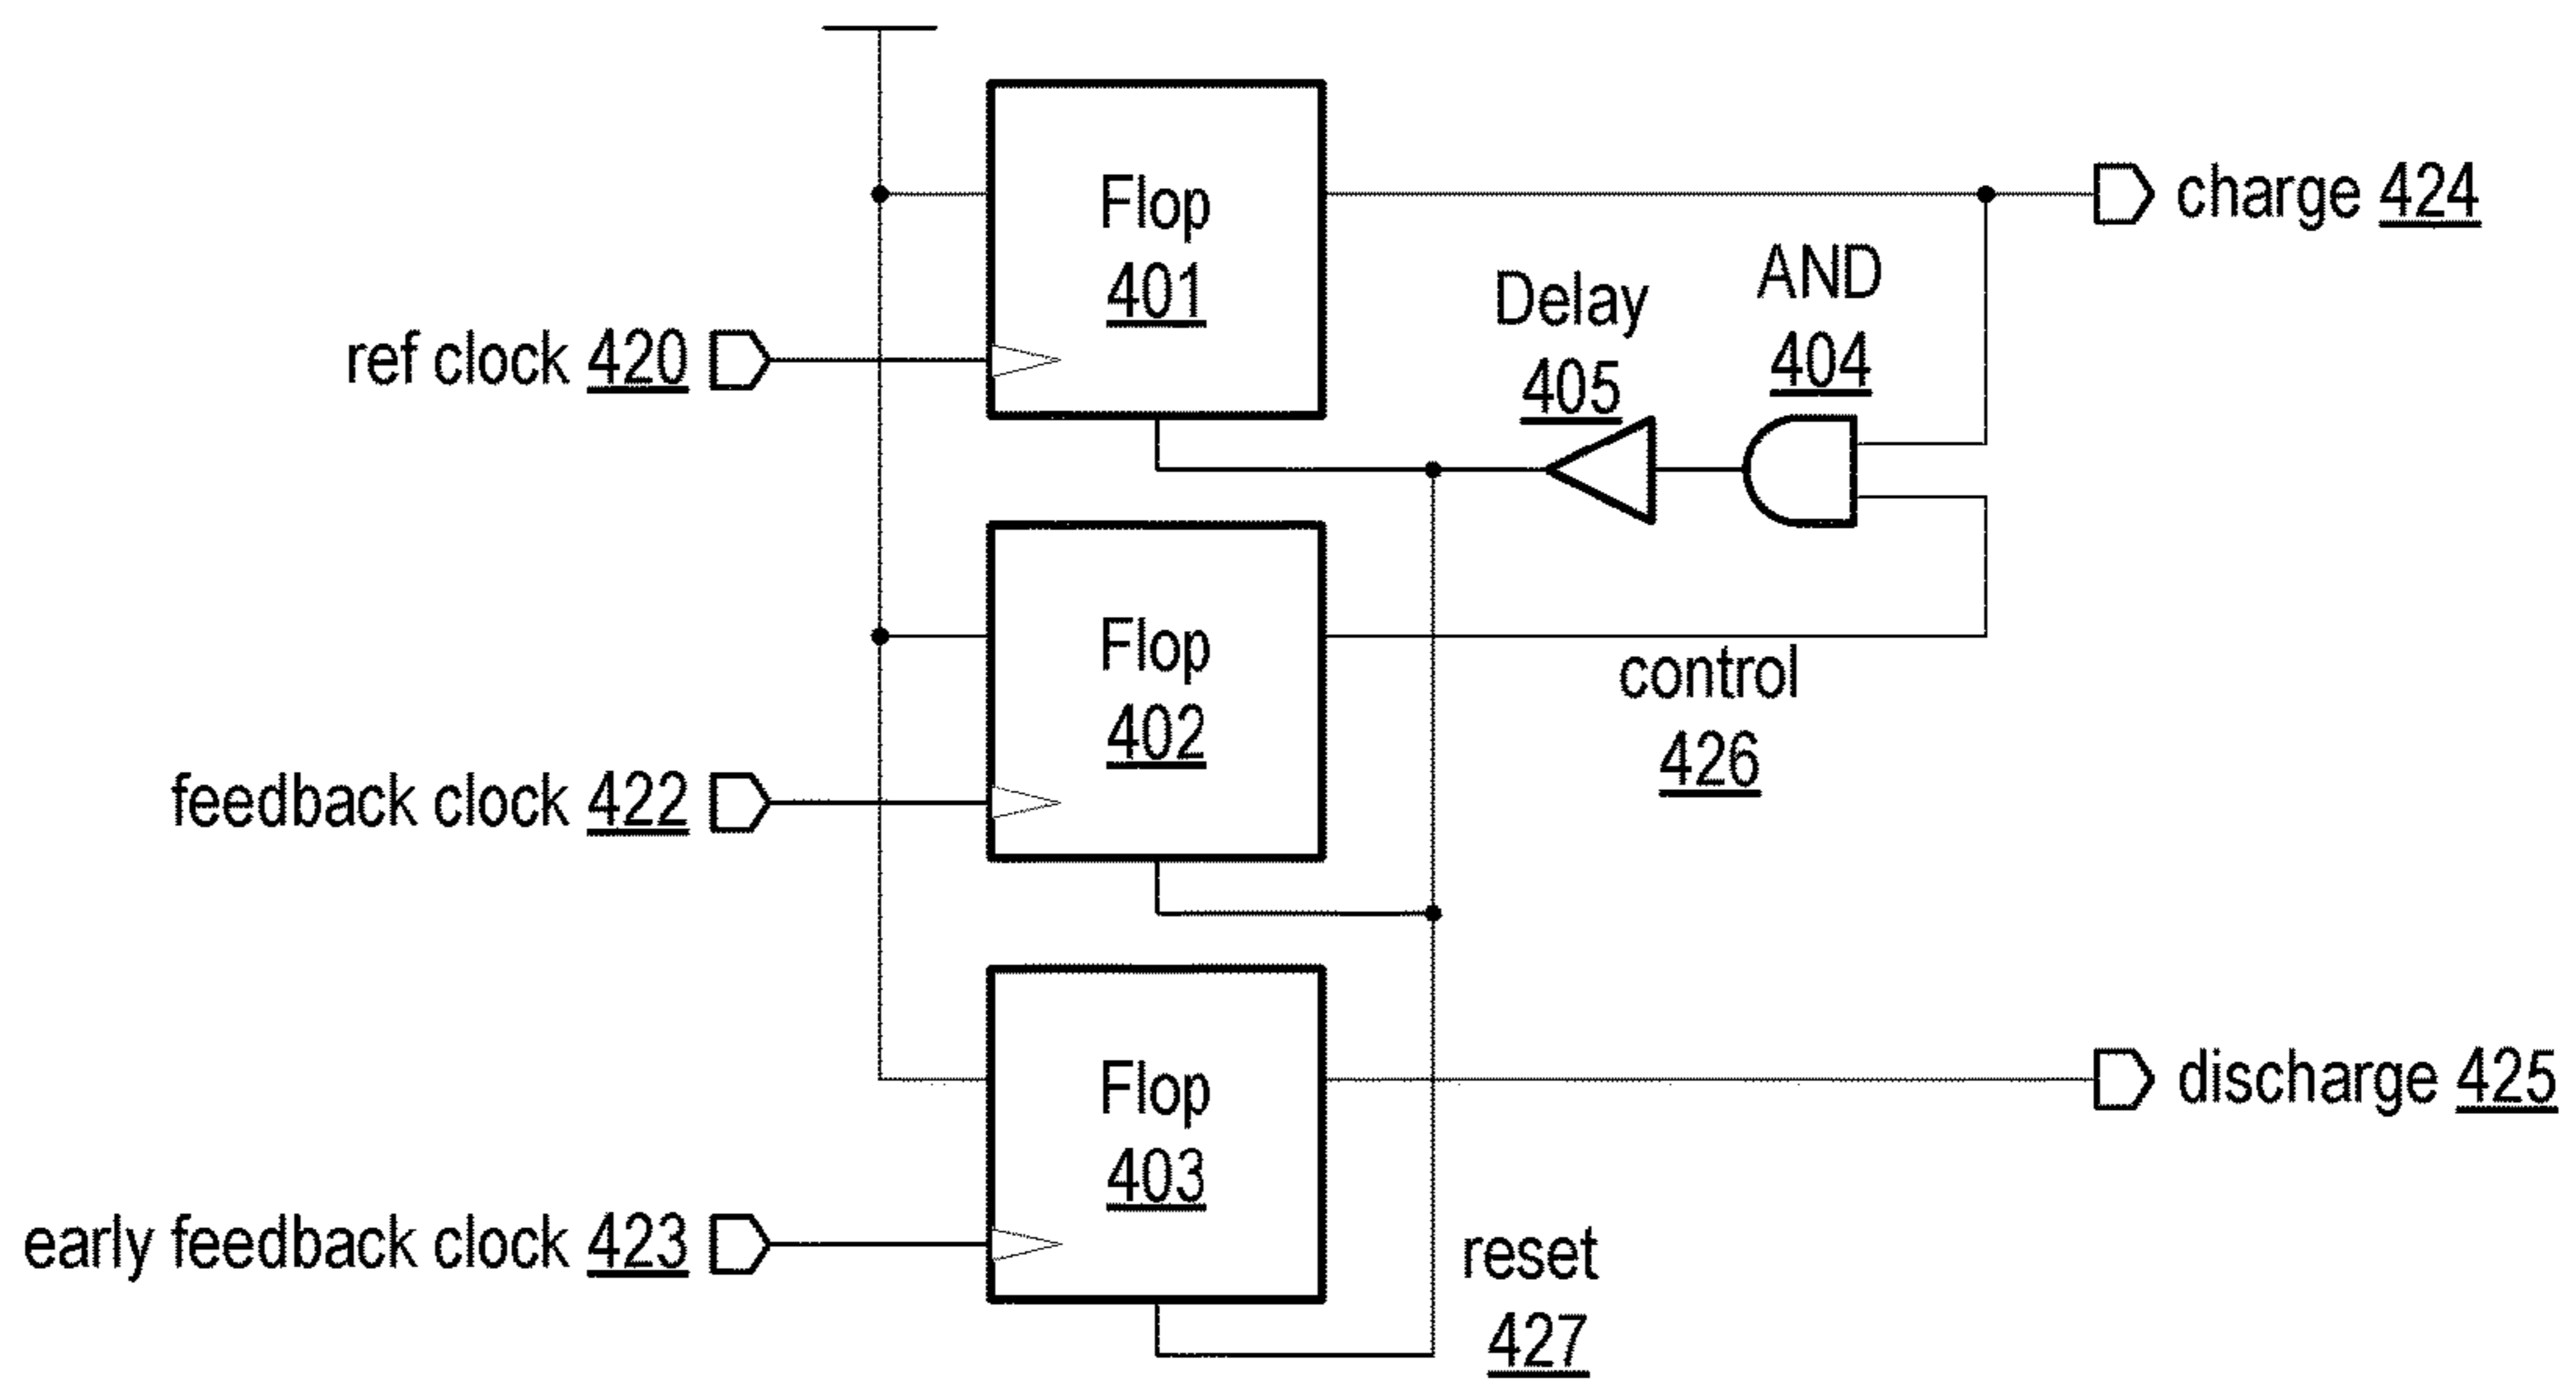 Flop
401
charge 424
AND
404
Delay
405
ref clock 420
Flop
402
control
426
feedback clock 422
Flop
403
discharge 425
early feedback clock 423
reset
427